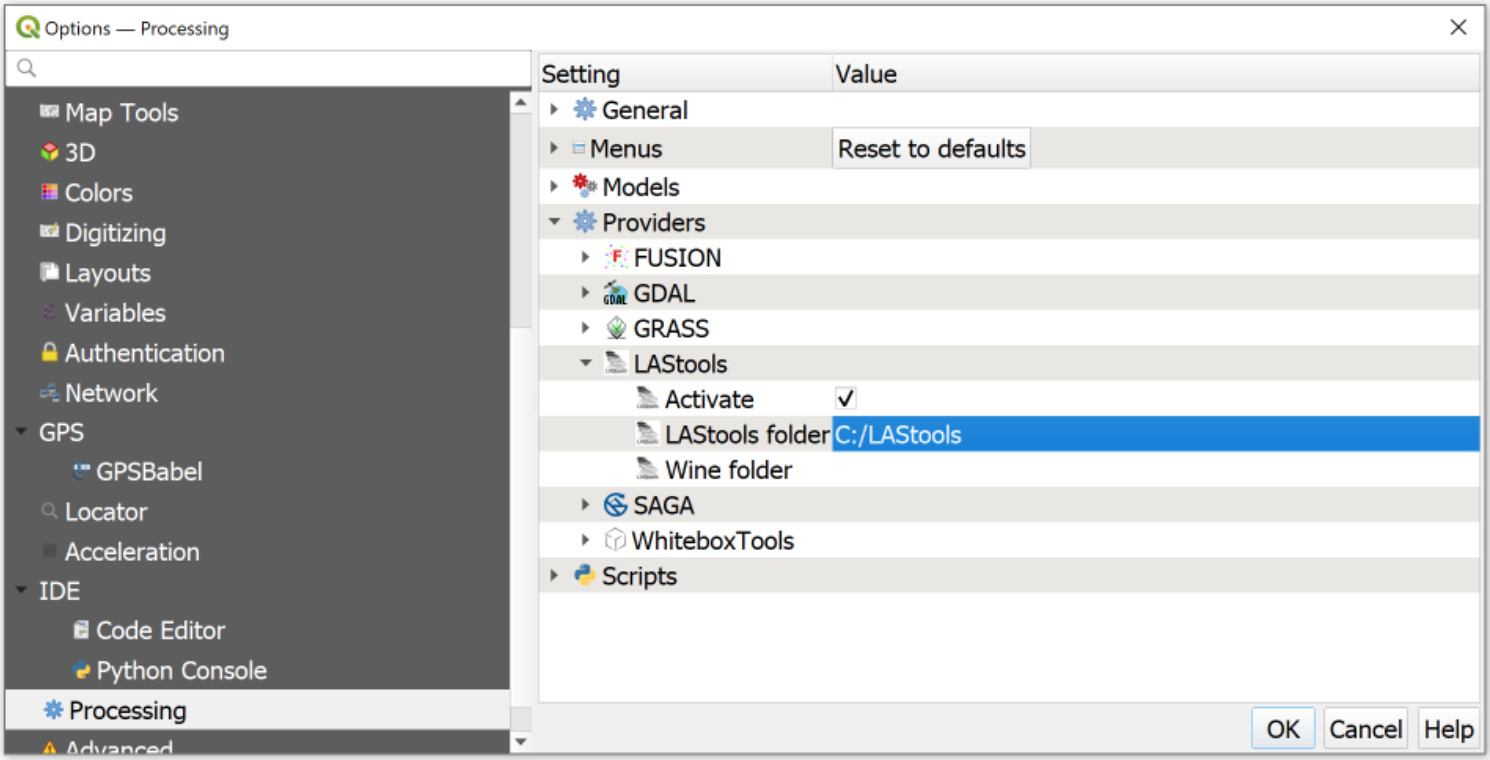 Options — Processing
Map Tools
3D
Colors
Digitizing
Layouts
Variables
Authentication
Network
GPS
GPSBabel
Locator
Acceleration
IDE
Code Editor
Python Console
Processing
Advanced
Setting Value
General
Menus Reset to defaults
Models
Providers
FUSION
GDAL
GRASS
LAStools
Activate
LAStools folder C:/LAStools
Wine folder
SAGA
WhiteboxTools
Scripts
OK Cancel Help